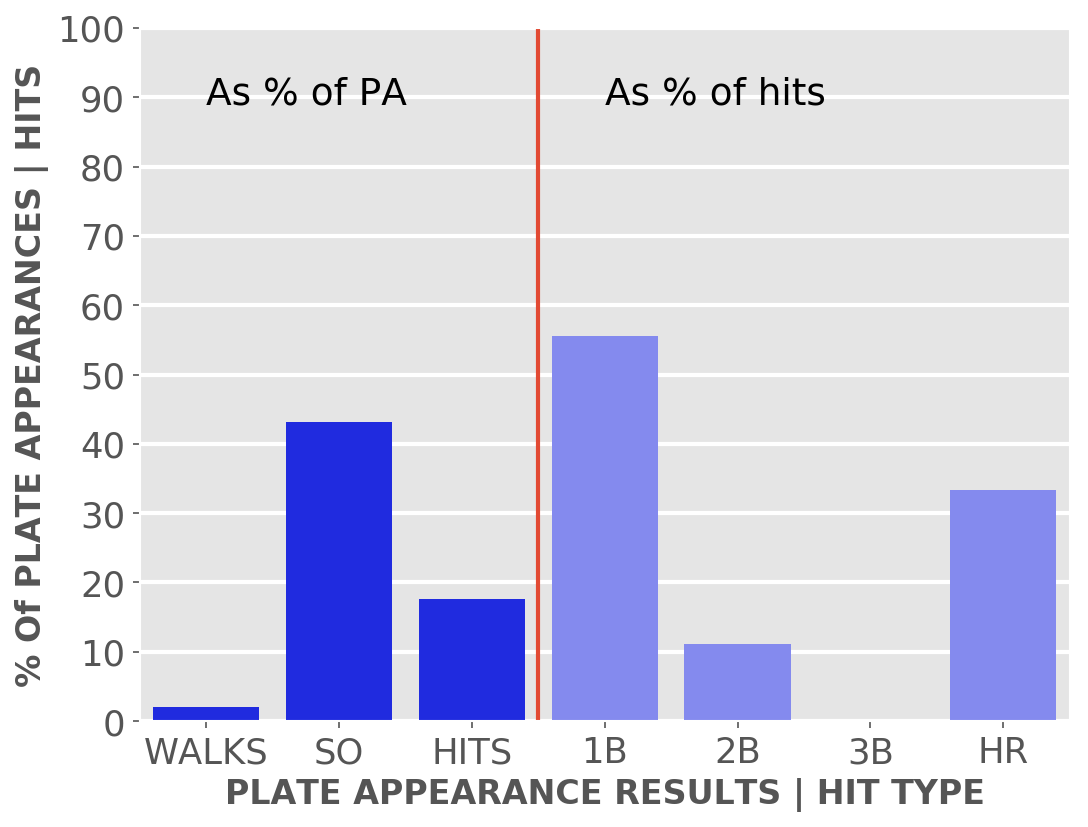 100
90
80
70
60
50
40
30
20
10
0
% Of PLATE APPEARANCES | HITS
As % of PA
As % of hits
WALKS SO HITS 1B 2B 3B HR
PLATE APPEARANCE RESULTS | HIT TYPE